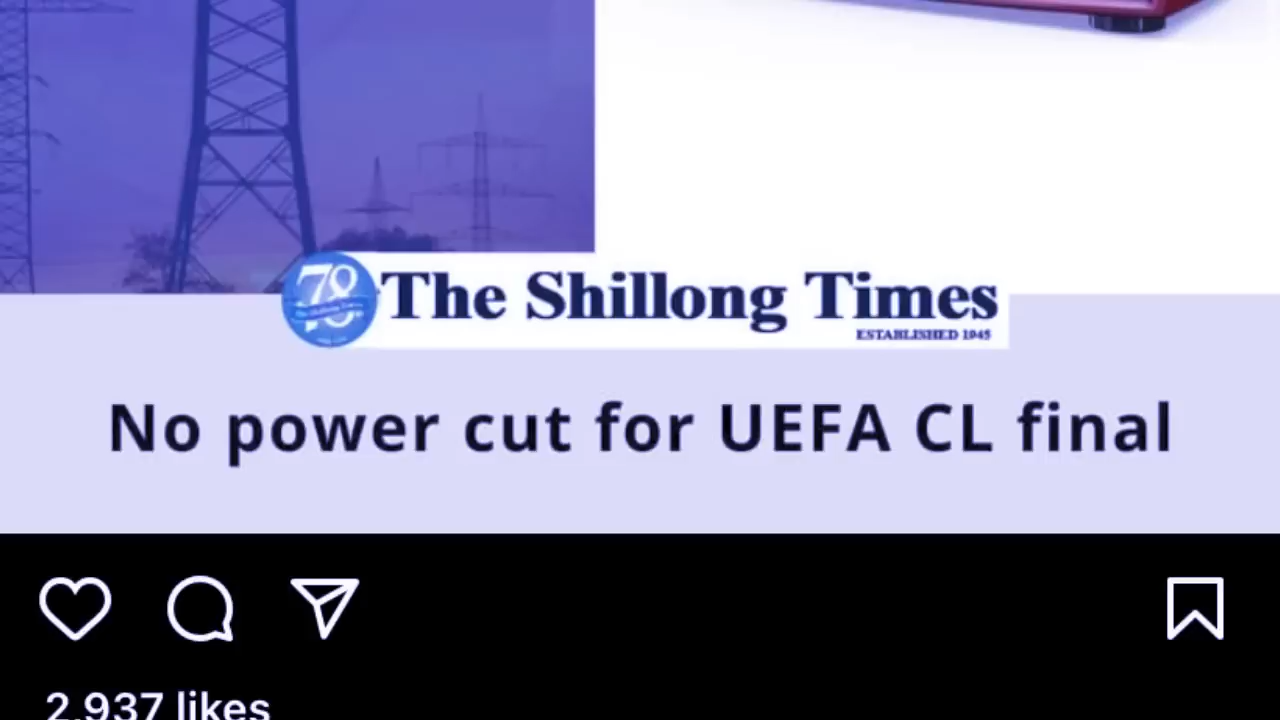 78
The Shillong Times
ESTABLISHED 1945
No power cut for UEFA CL final
2,937 likes